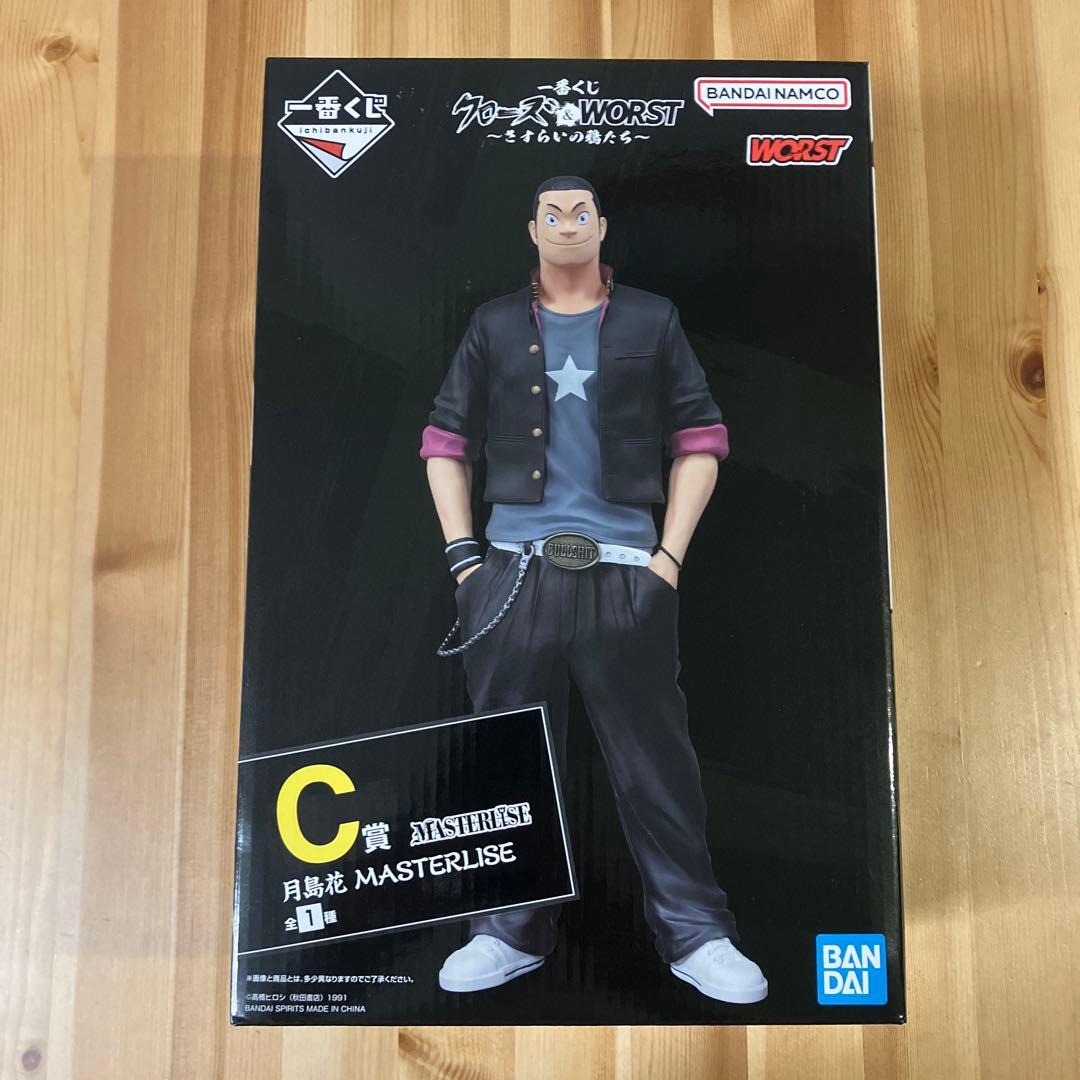 一番くじ
ichibankuji
一番くじ
クローズ&WORST
～さすらいの鴉たち～
BANDAI NAMCO
WORST
BULLSHIT
C賞 MASTERLISE
月島花 MASTERLISE
全1種
※画像と商品とは、多少異なりますのでご了承ください。
©高橋ヒロシ（秋田書店）1991
BANDAI SPIRITS MADE IN CHINA
BAN
DAI